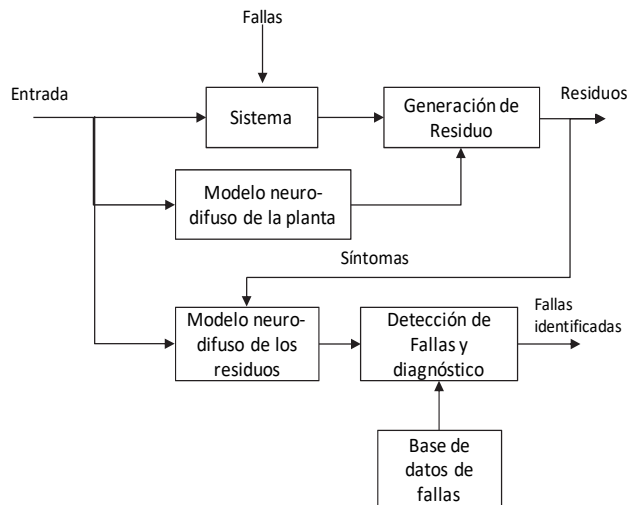 Fallas
Entrada
Sistema
Generación de
Residuo
Residuos
Modelo neuro-
difuso de la planta
Síntomas
Modelo neuro-
difuso de los
residuos
Detección de
Fallas y
diagnóstico
Fallas
identificadas
Base de
datos de
fallas